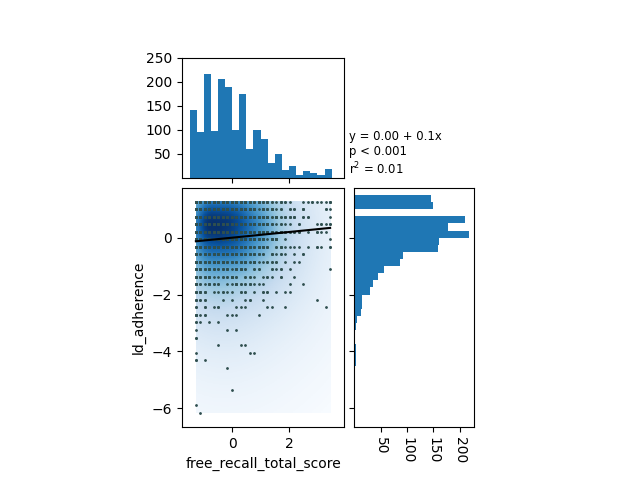 250
200
150
100
50
y = 0.00 + 0.1x
p < 0.001
r² = 0.01
0
−2
−4
−6
ld_adherence
0 2
free_recall_total_score
50 100 150 200